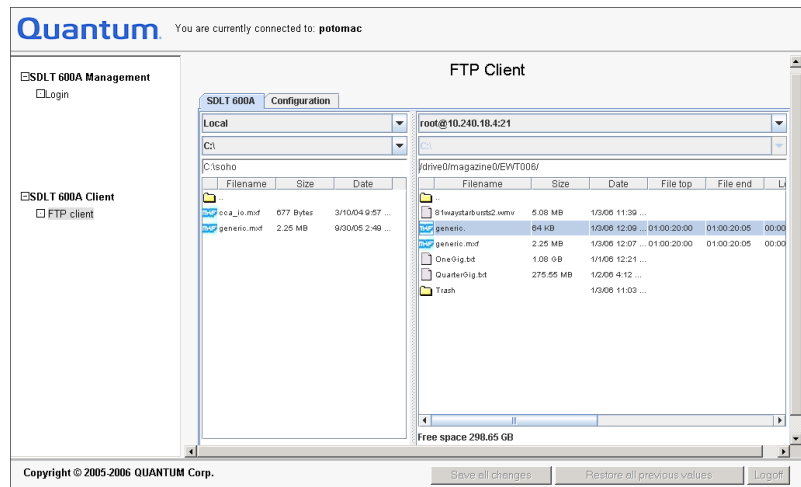 Quantum.
You are currently connected to: potomac
SDLT 600A Management
Login
SDLT 600A Client
FTP client
FTP Client
SDLT 600A Configuration
Local
C:\
C:\soho
Filename Size Date
..
cca_io.mxf 677 Bytes 3/10/04 9:57 ...
generic.mxf 2.25 MB 9/30/05 2:49 ...
root@10.240.18.4:21
C:\
/drive0/magazine0/EWT006/
Filename Size Date File top File end
..
81waystarbursts2.wmv 5.08 MB 1/3/06 11:39 ...
generic. 64 KB 1/3/06 12:09 ... 01:00:20:00 01:00:20:05 00:00
generic.mxf 2.25 MB 1/3/06 12:07 ... 01:00:20:00 01:00:20:05 00:00
OneGig.txt 1.08 GB 1/1/06 12:21 ...
QuarterGig.txt 275.55 MB 1/2/06 4:12 ...
Trash 1/3/06 11:03 ...
Free space 298.65 GB
Copyright © 2005-2006 QUANTUM Corp.
Save all changes Restore all previous values Logoff